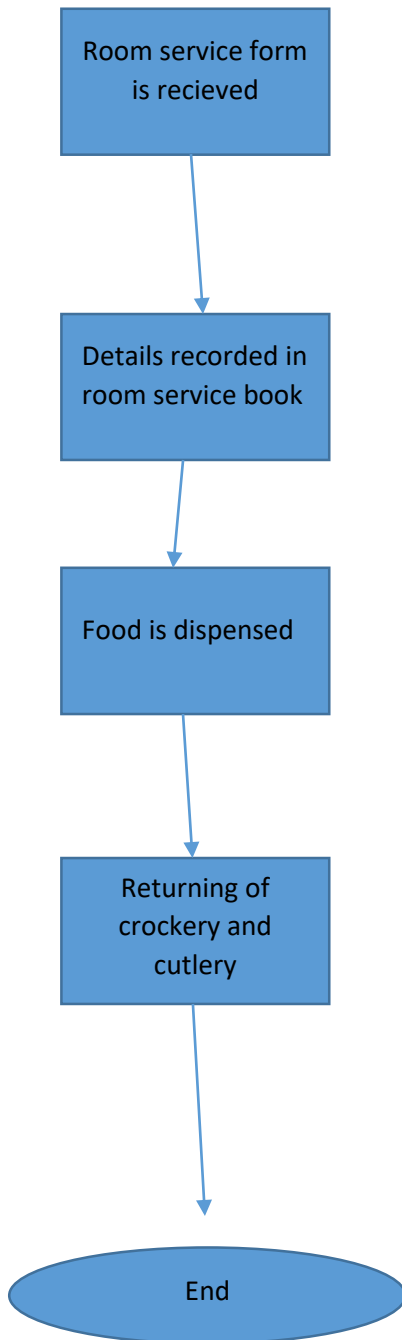 Room service form
is recieved
Details recorded in
room service book
Food is dispensed
Returning of
crockery and
cutlery
End